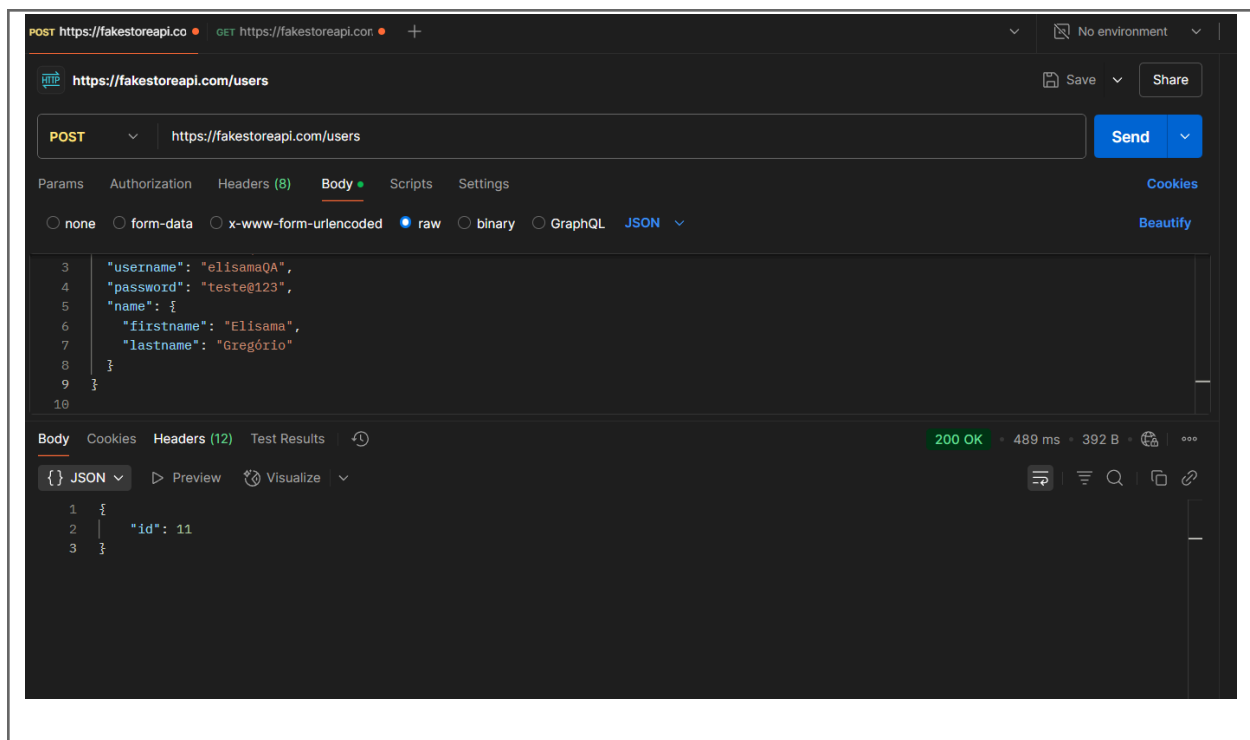 POST https://fakestoreapi.co GET https://fakestoreapi.con + No environment
HTTP https://fakestoreapi.com/users Save Share
POST https://fakestoreapi.com/users Send
Params Authorization Headers (8) Body Scripts Settings Cookies
none form-data x-www-form-urlencoded raw binary GraphQL JSON Beautify
3 "username": "elisamaQA",
4 "password": "teste@123",
5 "name": {
6 "firstname": "Elisama",
7 "lastname": "Gregório"
8 }
9 }
10
Body Cookies Headers (12) Test Results 200 OK 489 ms 392 B
{} JSON Preview Visualize
1 {
2 "id": 11
3 }